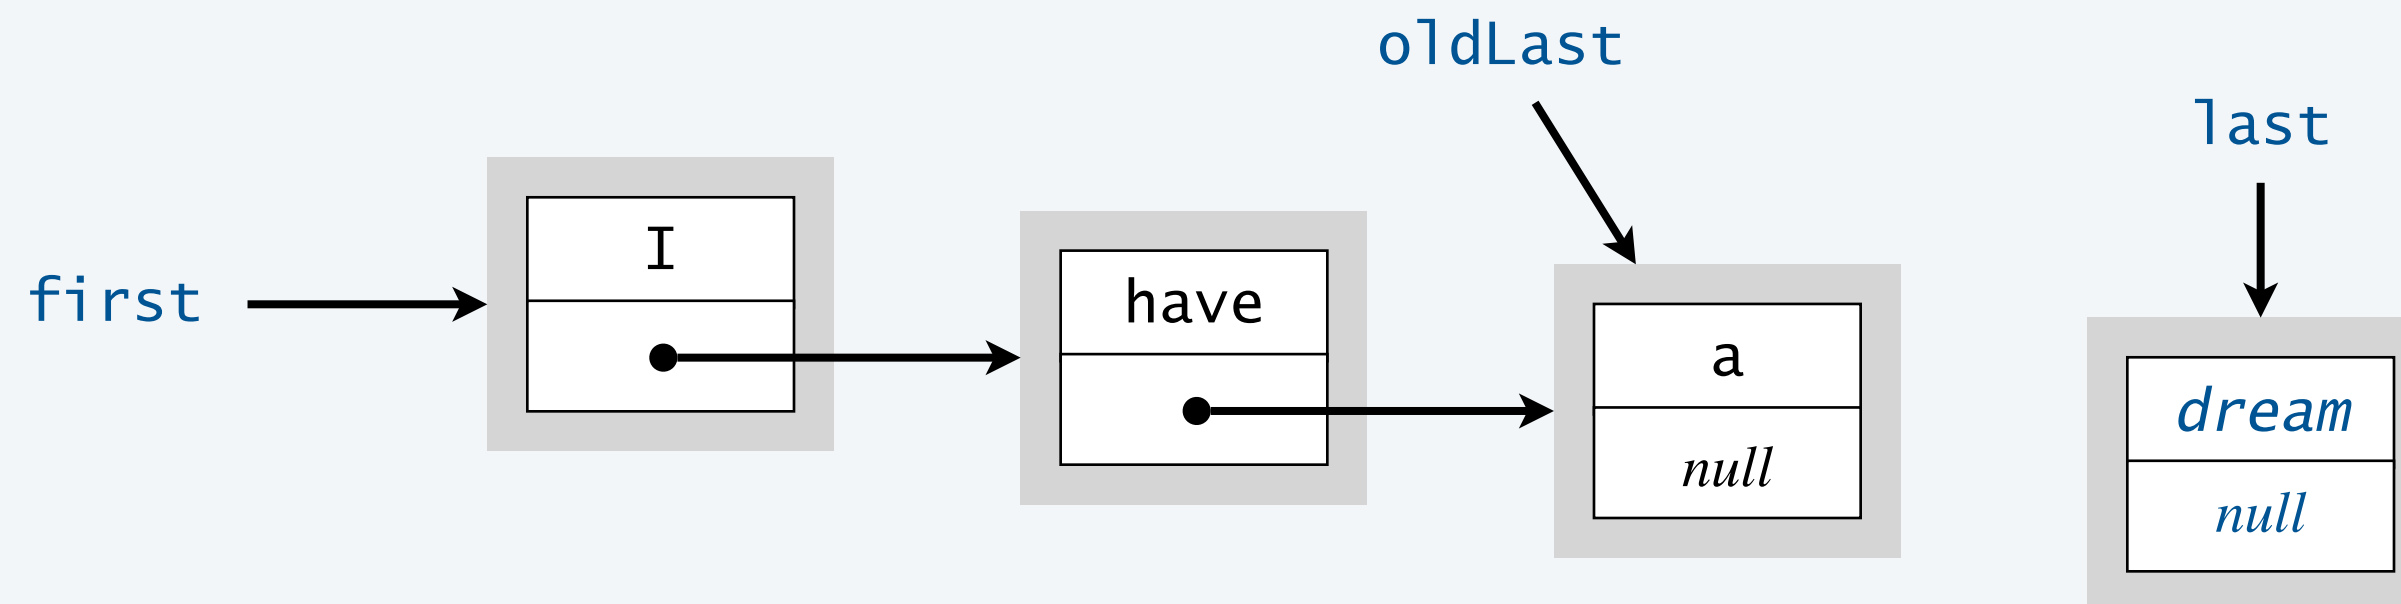 oldLast
last
first
I
have
a
null
dream
null